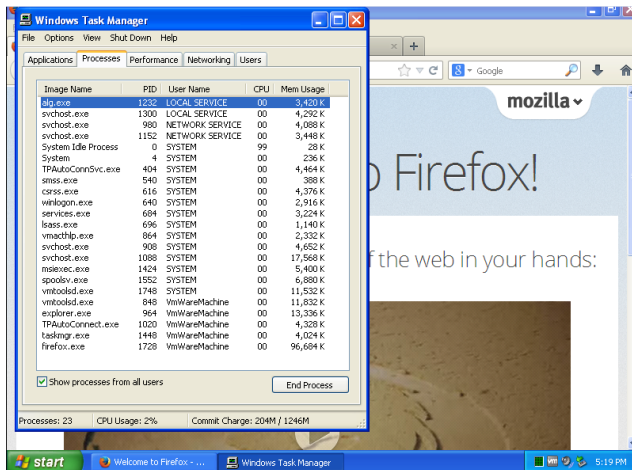 Windows Task Manager
File Options View Shut Down Help
Applications Processes Performance Networking Users
Image Name PID User Name CPU Mem Usage
alg.exe 1232 LOCAL SERVICE 00 3,420 K
svchost.exe 1300 LOCAL SERVICE 00 4,292 K
svchost.exe 980 NETWORK SERVICE 00 4,088 K
svchost.exe 1152 NETWORK SERVICE 00 3,448 K
System Idle Process 0 SYSTEM 99 28 K
System 4 SYSTEM 00 236 K
TPAutoConnSvc.exe 404 SYSTEM 00 4,464 K
smss.exe 540 SYSTEM 00 388 K
csrss.exe 616 SYSTEM 00 4,376 K
winlogon.exe 640 SYSTEM 00 2,916 K
services.exe 684 SYSTEM 00 3,224 K
lsass.exe 696 SYSTEM 00 1,140 K
vmacthlp.exe 864 SYSTEM 00 2,332 K
svchost.exe 908 SYSTEM 00 4,652 K
svchost.exe 1088 SYSTEM 00 17,568 K
msiexec.exe 1424 SYSTEM 00 5,400 K
spoolsv.exe 1552 SYSTEM 00 6,880 K
vmtoolsd.exe 1748 SYSTEM 00 11,532 K
vmtoolsd.exe 848 VmWareMachine 00 11,832 K
explorer.exe 964 VmWareMachine 00 13,336 K
TPAutoConnect.exe 1020 VmWareMachine 00 4,328 K
taskmgr.exe 1448 VmWareMachine 00 4,024 K
firefox.exe 1728 VmWareMachine 00 96,684 K
Show processes from all users
End Process
Processes: 23 CPU Usage: 2% Commit Charge: 204M / 1246M
8 Google
mozilla
Firefox!
f the web in your hands:
start
Welcome to Firefox - ...
Windows Task Manager
5:19 PM